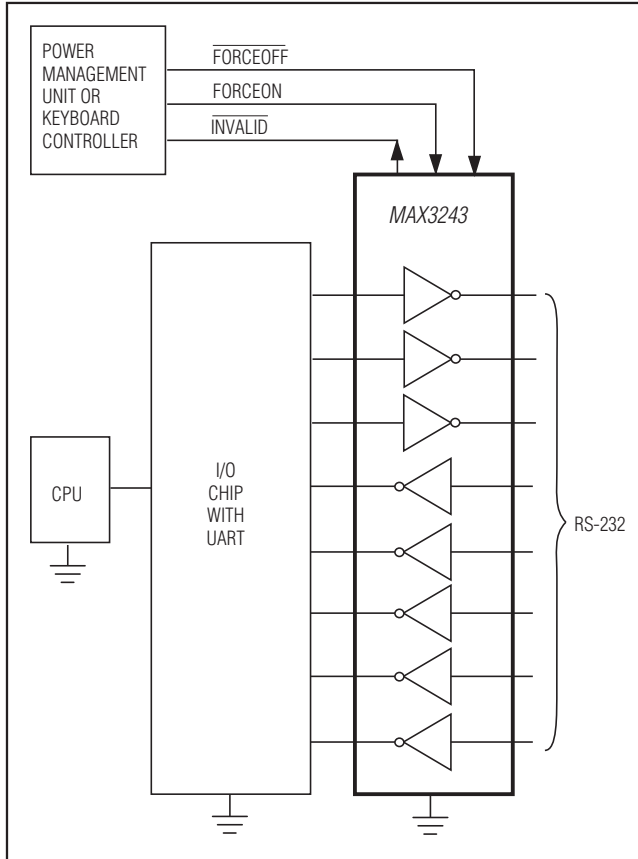 POWER
MANAGEMENT
UNIT OR
KEYBOARD
CONTROLLER
FORCEOFF
FORCEON
INVALID
MAX3243
CPU
I/O
CHIP
WITH
UART
RS-232